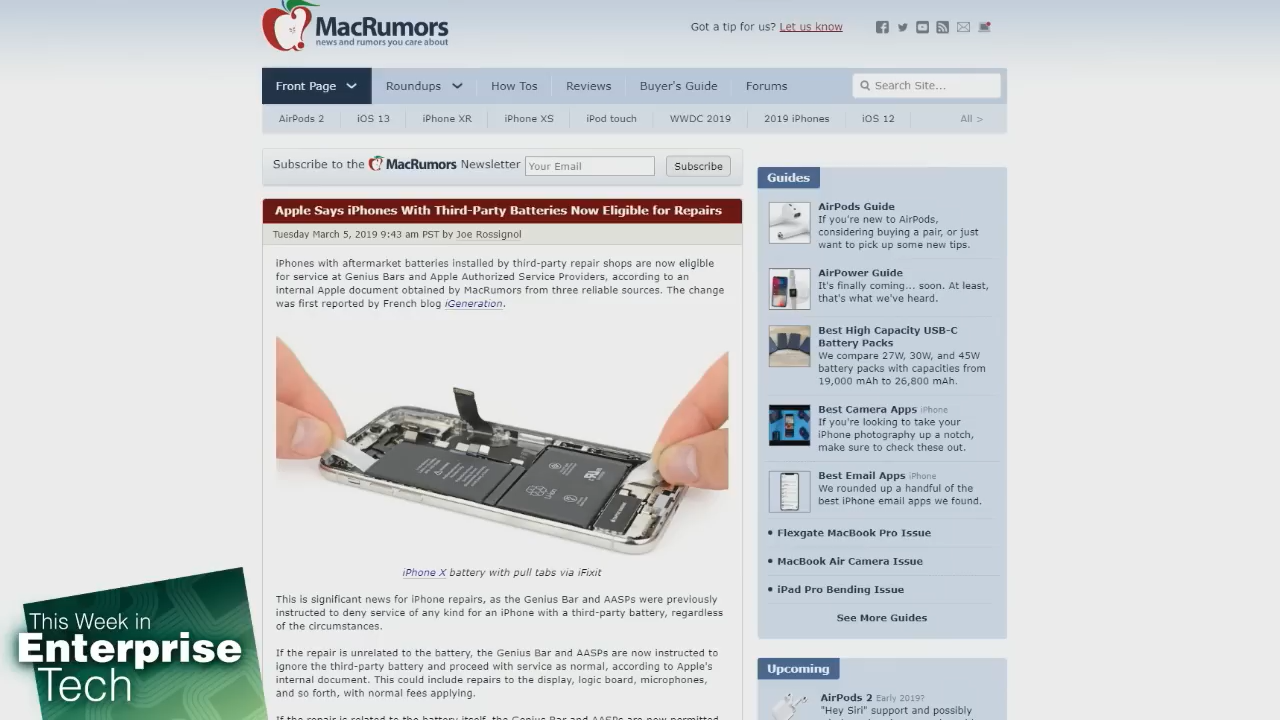 MacRumors
news and rumors you care about
Got a tip for us? Let us know
Front Page
Roundups
How Tos
Reviews
Buyer's Guide
Forums
Search Site...
AirPods 2
iOS 13
iPhone XR
iPhone XS
iPod touch
WWDC 2019
2019 iPhones
iOS 12
All >
Subscribe to the MacRumors Newsletter
Your Email
Subscribe
Apple Says iPhones With Third-Party Batteries Now Eligible for Repairs
Tuesday March 5, 2019 9:43 am PST by Joe Rossignol
iPhones with aftermarket batteries installed by third-party repair shops are now eligible
for service at Genius Bars and Apple Authorized Service Providers, according to an
internal Apple document obtained by MacRumors from three reliable sources. The change
was first reported by French blog iGeneration.
iPhone X battery with pull tabs via iFixit
This is significant news for iPhone repairs, as the Genius Bar and AASPs were previously
instructed to deny service of any kind for an iPhone with a third-party battery, regardless
of the circumstances.
If the repair is unrelated to the battery, the Genius Bar and AASPs are now instructed to
ignore the third-party battery and proceed with service as normal, according to Apple's
internal document. This could include repairs to the display, logic board, microphones,
and so forth, with normal fees applying.
If the repair is related to the battery itself, the Genius Bar and AASPs are now permitted
Guides
AirPods Guide
If you're new to AirPods,
considering buying a pair, or just
want to pick up some new tips.
AirPower Guide
It's finally coming... soon. At least,
that's what we've heard.
Best High Capacity USB-C
Battery Packs
We compare 27W, 30W, and 45W
battery packs with capacities from
19,000 mAh to 26,800 mAh.
Best Camera Apps iPhone
If you're looking to take your
iPhone photography up a notch,
make sure to check these out.
Best Email Apps iPhone
We rounded up a handful of the
best iPhone email apps we found.
• Flexgate MacBook Pro Issue
• MacBook Air Camera Issue
• iPad Pro Bending Issue
See More Guides
Upcoming
AirPods 2 Early 2019?
"Hey Siri" support and possibly
This Week in
Enterprise
Tech